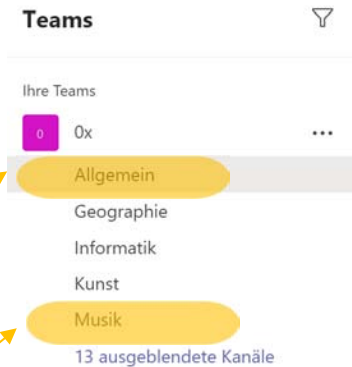 Teams
Ihre Teams
0 0x ...
Allgemein
Geographie
Informatik
Kunst
Musik
13 ausgeblendete Kanäle